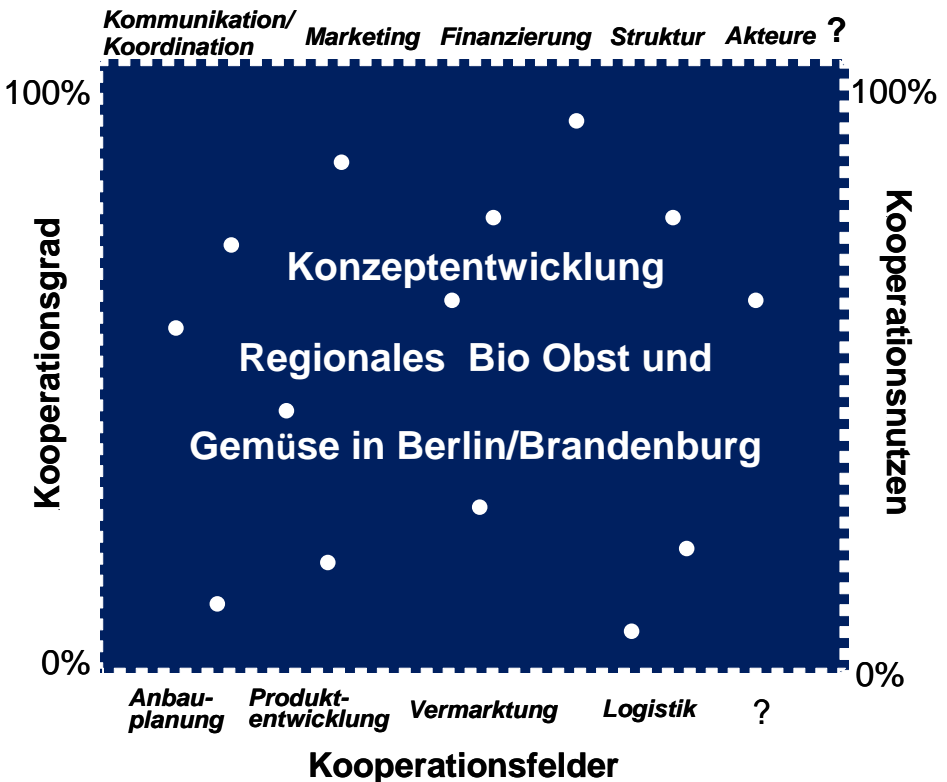 Kommunikation/
Koordination
Marketing
Finanzierung
Struktur
Akteure
?
100%
100%
Kooperationsgrad
Kooperationsnutzen
Konzeptentwicklung
Regionales Bio Obst und
Gemüse in Berlin/Brandenburg
0%
0%
Anbau-
planung
Produkt-
entwicklung
Vermarktung
Logistik
?
Kooperationsfelder